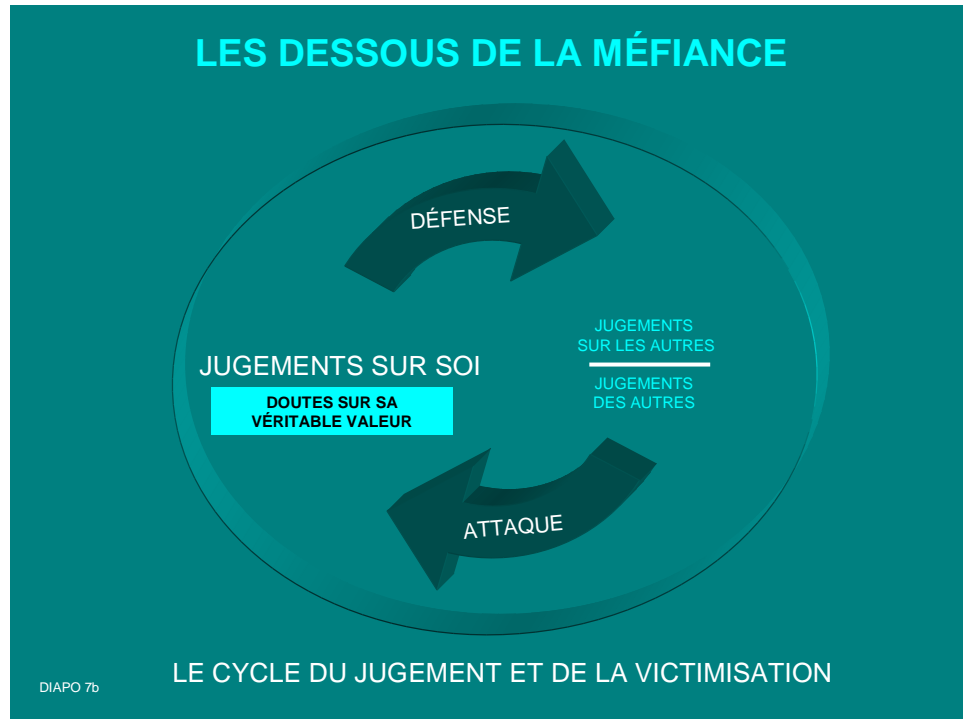 LES DESSOUS DE LA MÉFIANCE
DÉFENSE
JUGEMENTS SUR SOI
DOUTES SUR SA
VÉRITABLE VALEUR
JUGEMENTS
SUR LES AUTRES
JUGEMENTS
DES AUTRES
ATTAQUE
LE CYCLE DU JUGEMENT ET DE LA VICTIMISATION
DIAPO 7b